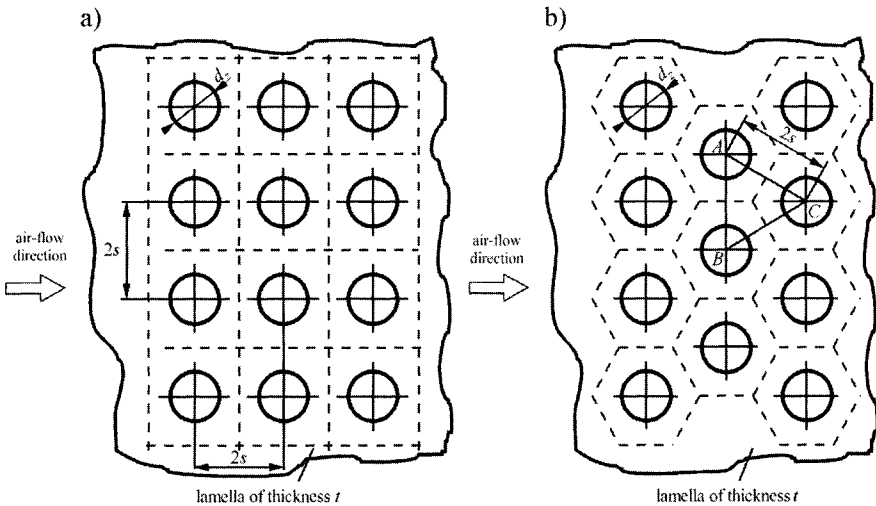 a)
b)
d_z
d_z
A
2s
C
B
air-flow
direction
2s
air-flow
direction
2s
lamella of thickness t
lamella of thickness t